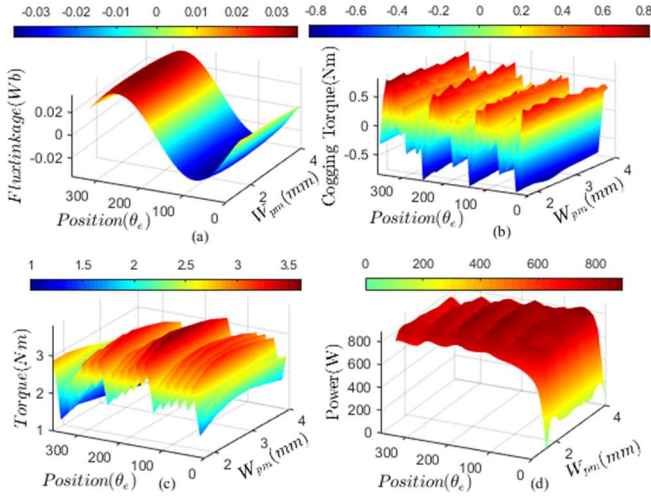 -0.03 -0.02 -0.01 0 0.01 0.02 0.03
Fluxlinkage(Wb)
0.02
0
-0.02
300
200
100
0
2
4
Position(θe)
Wpm(mm)
(a)
-0.8 -0.6 -0.4 -0.2 0 0.2 0.4 0.6 0.8
Cogging Torque(Nm)
0.5
0
-0.5
300
200
100
0
2
3
4
Position(θe)
Wpm(mm)
(b)
1 1.5 2 2.5 3 3.5
Torque(Nm)
3
2
1
300
200
100
0
2
3
4
Position(θe)
Wpm(mm)
(c)
0 200 400 600 800
Power(W)
800
600
400
200
0
300
200
100
0
2
4
Position(θe)
Wpm(mm)
(d)